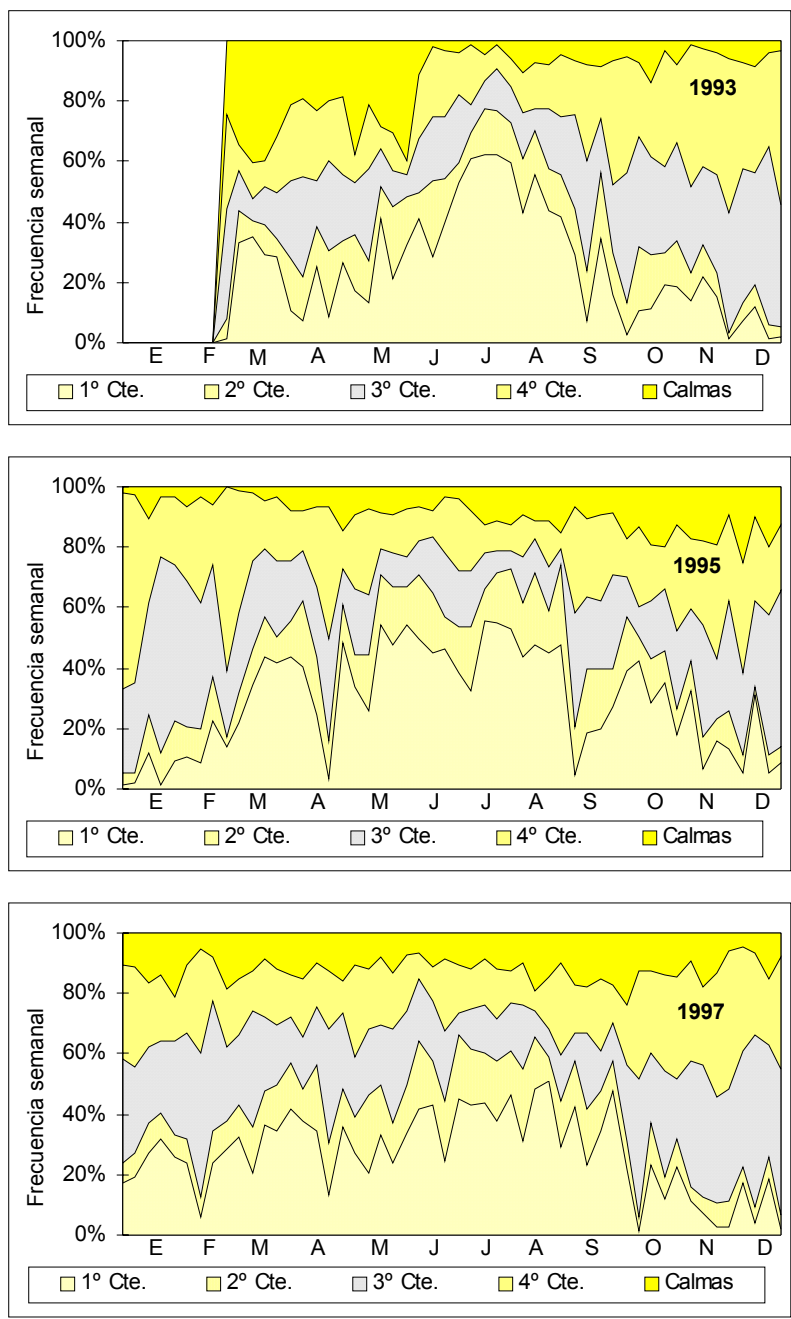 100%
80%
60%
40%
20%
0%
Frecuencia semanal
1993
E F M A M J J A S O N D
1º Cte. 2º Cte. 3º Cte. 4º Cte. Calmas
100%
80%
60%
40%
20%
0%
Frecuencia semanal
1995
E F M A M J J A S O N D
1º Cte. 2º Cte. 3º Cte. 4º Cte. Calmas
100%
80%
60%
40%
20%
0%
Frecuencia semanal
1997
E F M A M J J A S O N D
1º Cte. 2º Cte. 3º Cte. 4º Cte. Calmas